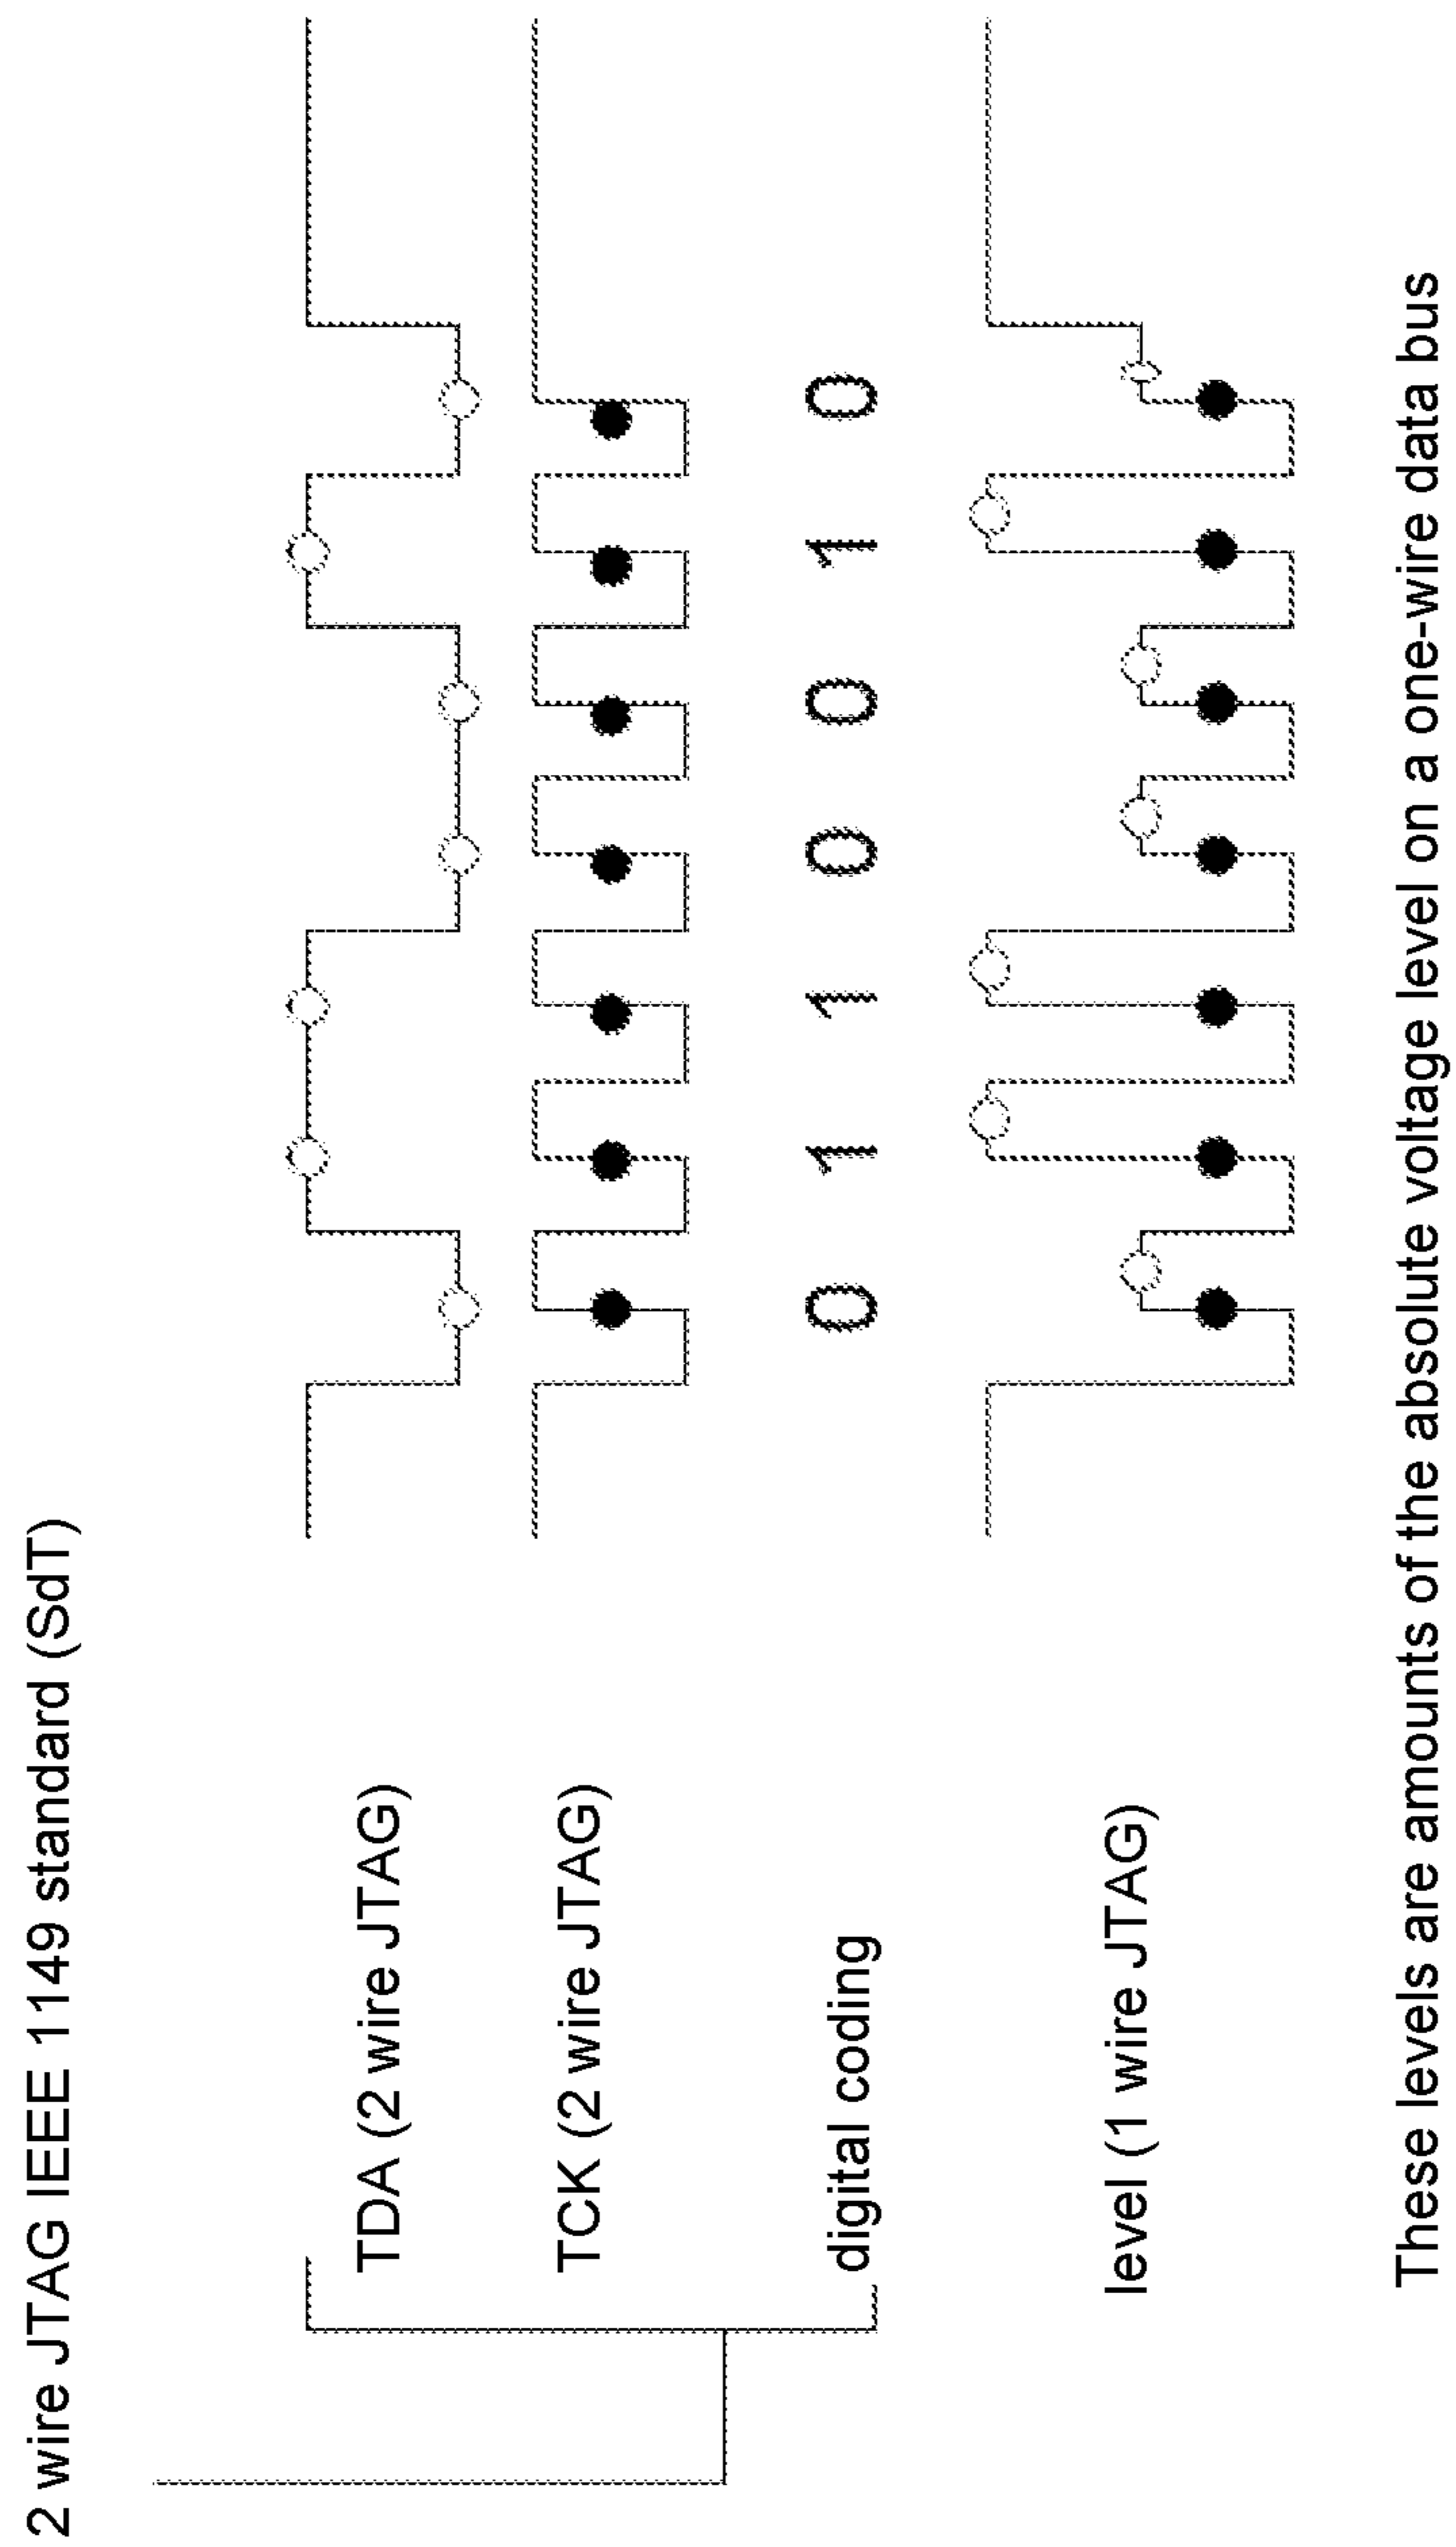 2 wire JTAG IEEE 1149 standard (SdT)
TDA (2 wire JTAG)
TCK (2 wire JTAG)
digital coding 0 1 1 0 0 1 0
level (1 wire JTAG)
These levels are amounts of the absolute voltage level on a one-wire data bus